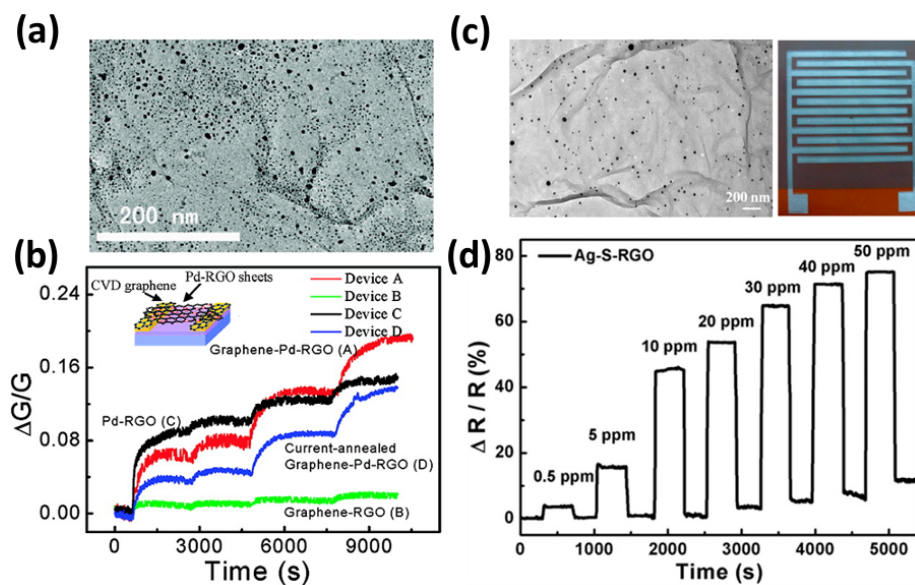 (a)
200 nm
(c)
200 nm
(b)
ΔG/G
0.24
0.16
0.08
0.00
CVD graphene
Pd-RGO sheets
Device A
Device B
Device C
Device D
Graphene-Pd-RGO (A)
Pd-RGO (C)
Current-annealed
Graphene-Pd-RGO (D)
Graphene-RGO (B)
0
3000
6000
9000
Time (s)
(d)
Δ R / R (%)
80
60
40
20
0
Ag-S-RGO
0.5 ppm
5 ppm
10 ppm
20 ppm
30 ppm
40 ppm
50 ppm
0
1000
2000
3000
4000
5000
Time (s)